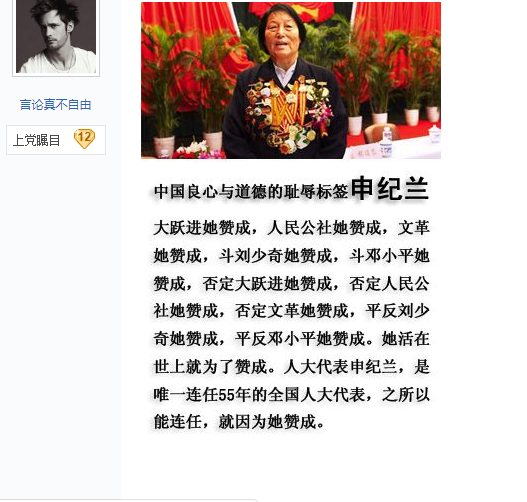 言论真不自由
上党瞩目
12
中国良心与道德的耻辱标签申纪兰
大跃进她赞成，人民公社她赞成，文革
她赞成，斗刘少奇她赞成，斗邓小平她
赞成，否定大跃进她赞成，否定人民公
社她赞成，否定文革她赞成，平反刘少
奇她赞成，平反邓小平她赞成。她活在
世上就为了赞成。人大代表申纪兰，是
唯一连任55年的全国人大代表，之所以
能连任，就因为她赞成。